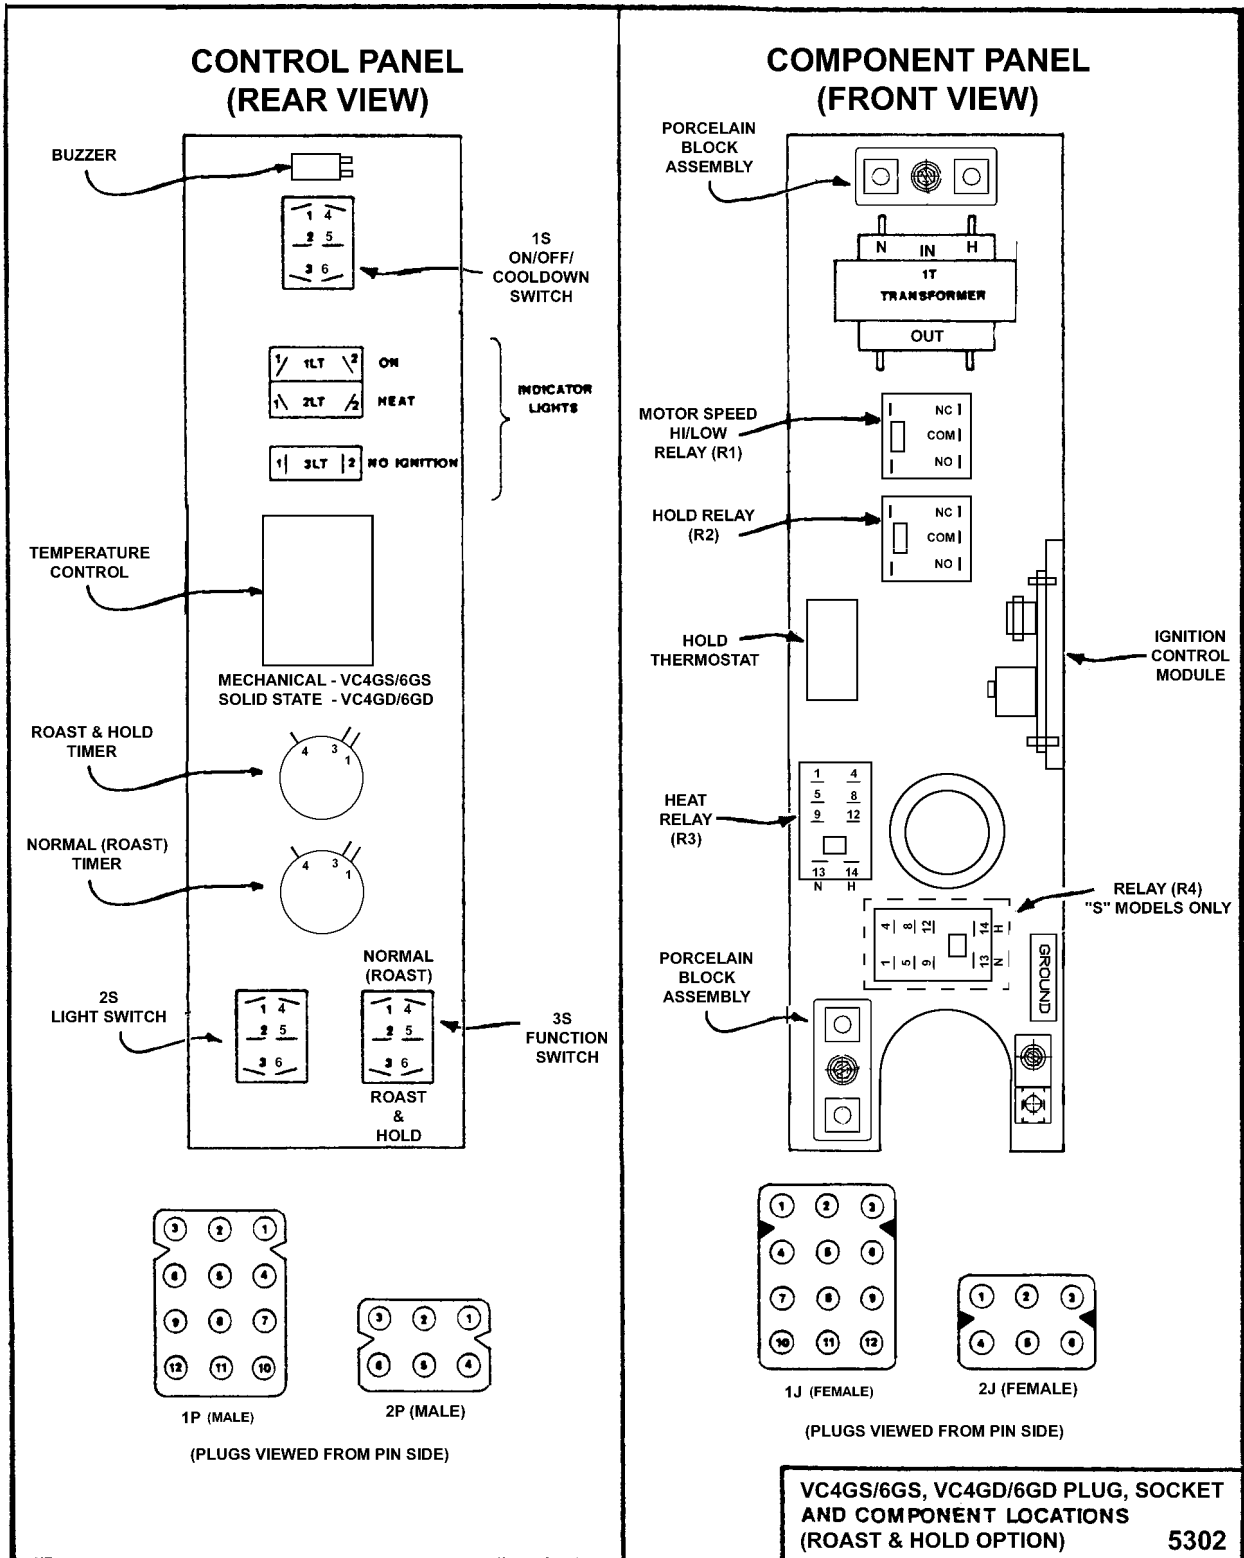 CONTROL PANEL
(REAR VIEW)
BUZZER
1 4
2 5
3 6
1S
ON/OFF/
COOLDOWN
SWITCH
1 1LT 2 ON
1 2LT 2 HEAT
1 3LT 2 NO IGNITION
INDICATOR
LIGHTS
TEMPERATURE
CONTROL
MECHANICAL - VC4GS/6GS
SOLID STATE - VC4GD/6GD
ROAST & HOLD
TIMER
4 3 1
NORMAL (ROAST)
TIMER
4 3 1
2S
LIGHT SWITCH
1 4
2 5
3 6
NORMAL
(ROAST)
1 4
2 5
3 6
ROAST
&
HOLD
3S
FUNCTION
SWITCH
3 2 1
6 5 4
9 8 7
12 11 10
1P (MALE)
3 2 1
6 5 4
2P (MALE)
(PLUGS VIEWED FROM PIN SIDE)
COMPONENT PANEL
(FRONT VIEW)
PORCELAIN
BLOCK
ASSEMBLY
N IN H
1T
TRANSFORMER
OUT
MOTOR SPEED
HI/LOW
RELAY (R1)
NC
COM
NO
HOLD RELAY
(R2)
NC
COM
NO
HOLD
THERMOSTAT
IGNITION
CONTROL
MODULE
HEAT
RELAY
(R3)
1 4
5 8
9 12
13 14
N H
RELAY (R4)
"S" MODELS ONLY
4 8 12 14 H
1 5 9 13 N
GROUND
PORCELAIN
BLOCK
ASSEMBLY
1 2 3
4 5 6
7 8 9
10 11 12
1J (FEMALE)
1 2 3
4 5 6
2J (FEMALE)
(PLUGS VIEWED FROM PIN SIDE)
VC4GS/6GS, VC4GD/6GD PLUG, SOCKET
AND COMPONENT LOCATIONS
(ROAST & HOLD OPTION) 5302